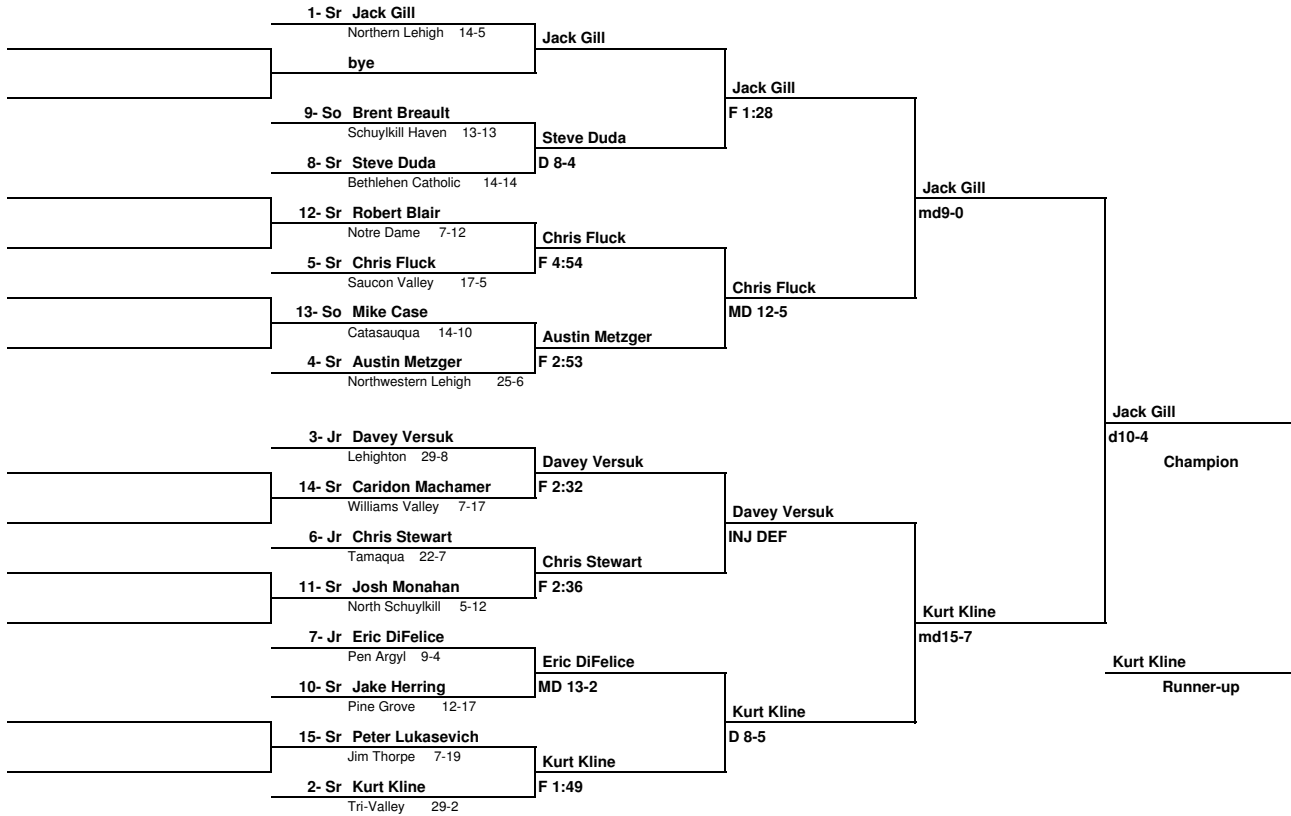 1- Sr Jack Gill
Northern Lehigh 14-5
bye
9- So Brent Breault
Schuylkill Haven 13-13
8- Sr Steve Duda
Bethlehen Catholic 14-14
12- Sr Robert Blair
Notre Dame 7-12
5- Sr Chris Fluck
Saucon Valley 17-5
13- So Mike Case
Catasauqua 14-10
4- Sr Austin Metzger
Northwestern Lehigh 25-6
3- Jr Davey Versuk
Lehighton 29-8
14- Sr Caridon Machamer
Williams Valley 7-17
6- Jr Chris Stewart
Tamaqua 22-7
11- Sr Josh Monahan
North Schuylkill 5-12
7- Jr Eric DiFelice
Pen Argyl 9-4
10- Sr Jake Herring
Pine Grove 12-17
15- Sr Peter Lukasevich
Jim Thorpe 7-19
2- Sr Kurt Kline
Tri-Valley 29-2
Jack Gill
Steve Duda
D 8-4
Chris Fluck
F 4:54
Austin Metzger
F 2:53
Davey Versuk
F 2:32
Chris Stewart
F 2:36
Eric DiFelice
MD 13-2
Kurt Kline
F 1:49
Jack Gill
F 1:28
Chris Fluck
MD 12-5
Davey Versuk
INJ DEF
Kurt Kline
D 8-5
Jack Gill
md9-0
Kurt Kline
md15-7
Jack Gill
d10-4
Champion
Kurt Kline
Runner-up